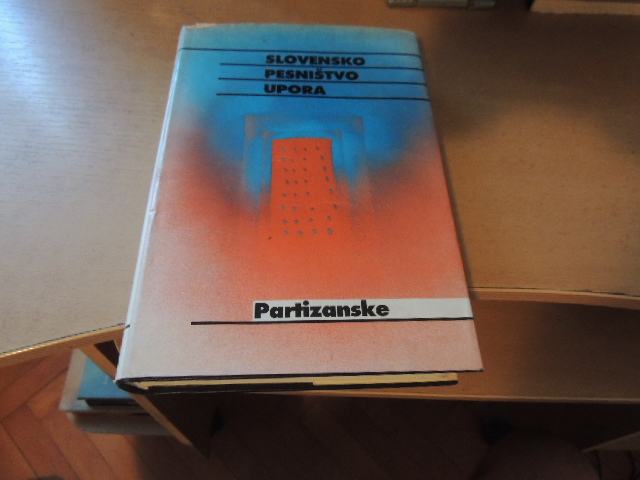 SLOVENSKO
PESNIŠTVO
UPORA
Partizanske